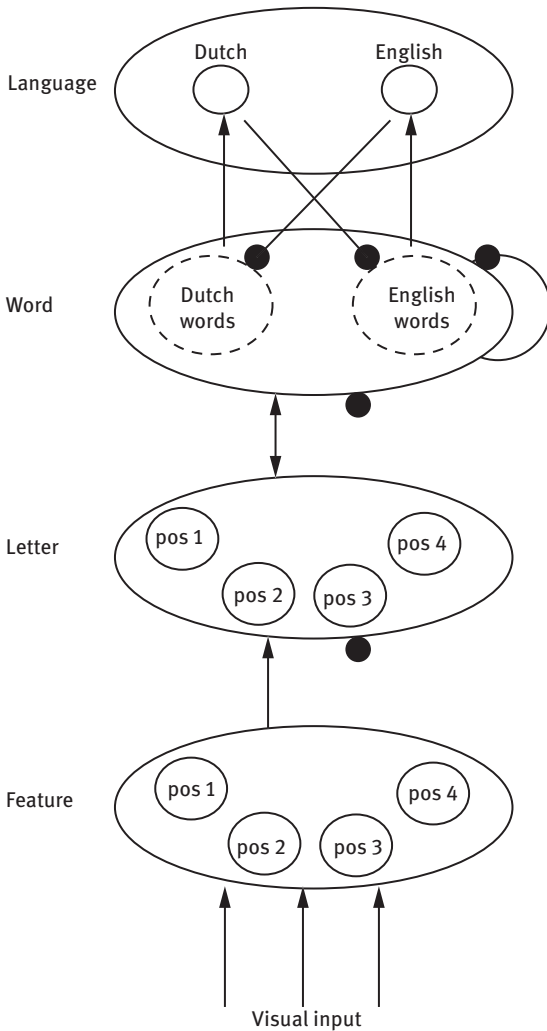 Dutch English
Language
Word
Dutch
words
English
words
Letter
pos 1
pos 4
pos 2
pos 3
Feature
pos 1
pos 4
pos 2
pos 3
Visual input